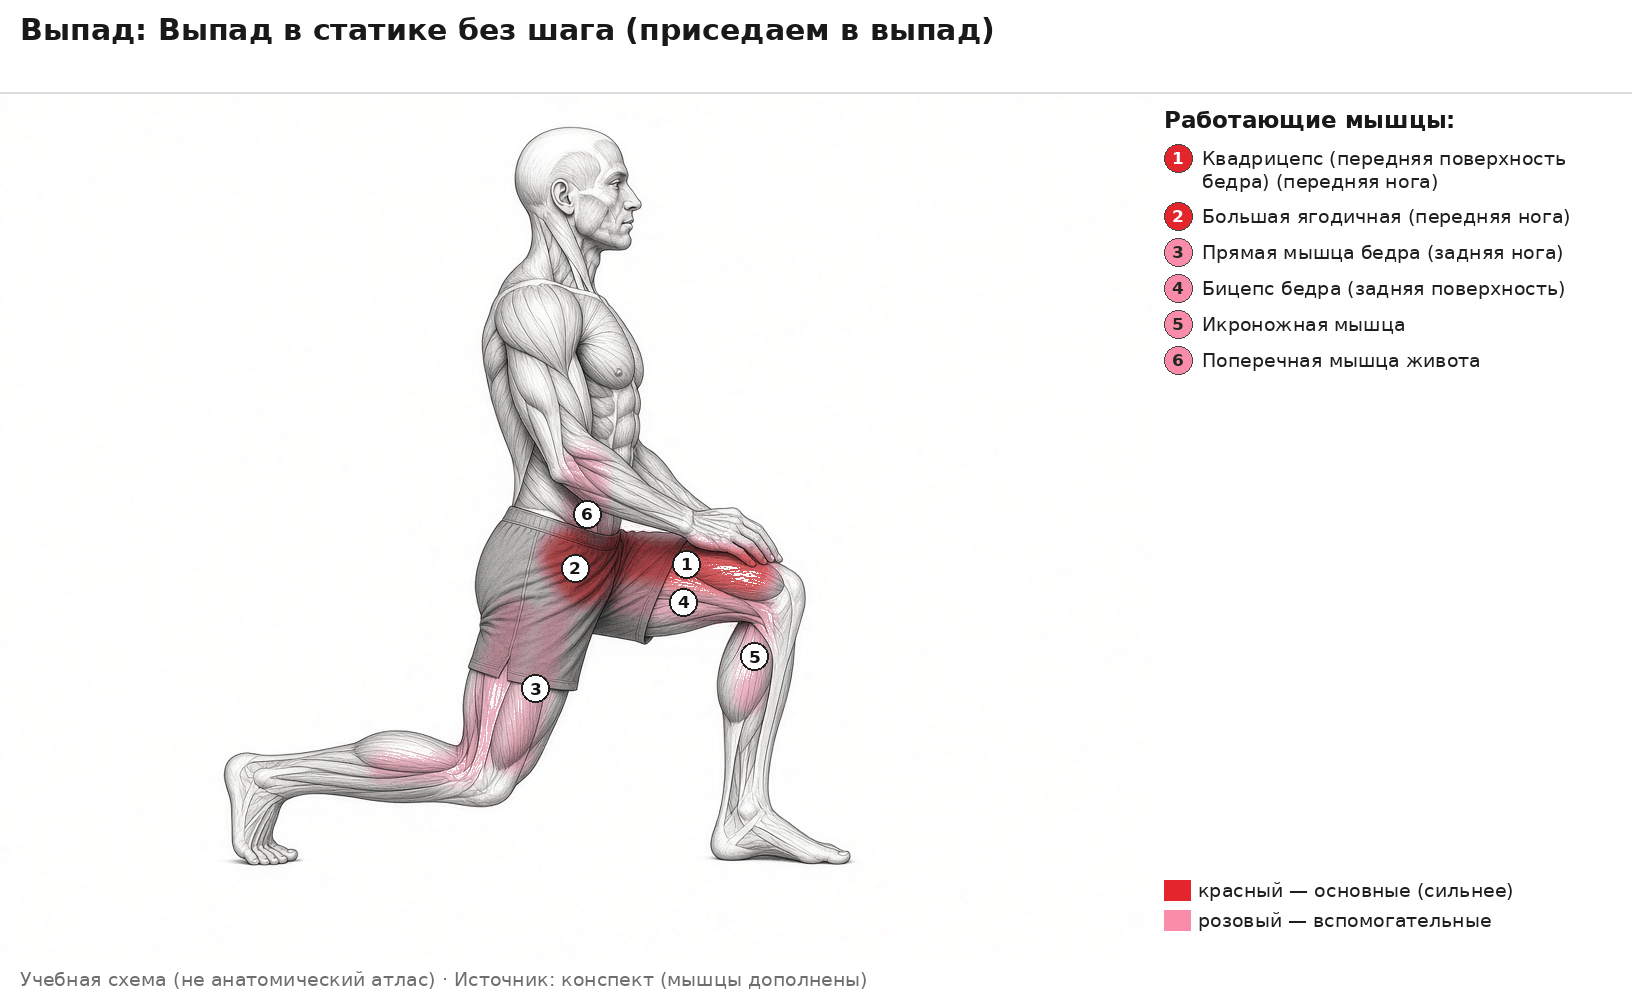 Выпад: Выпад в статике без шага (приседаем в выпад)
Работающие мышцы:
1 Квадрицепс (передняя поверхность
бедра) (передняя нога)
2 Большая ягодичная (передняя нога)
3 Прямая мышца бедра (задняя нога)
4 Бицепс бедра (задняя поверхность)
5 Икроножная мышца
6 Поперечная мышца живота
6
2
1
4
5
3
красный — основные (сильнее)
розовый — вспомогательные
Учебная схема (не анатомический атлас) · Источник: конспект (мышцы дополнены)